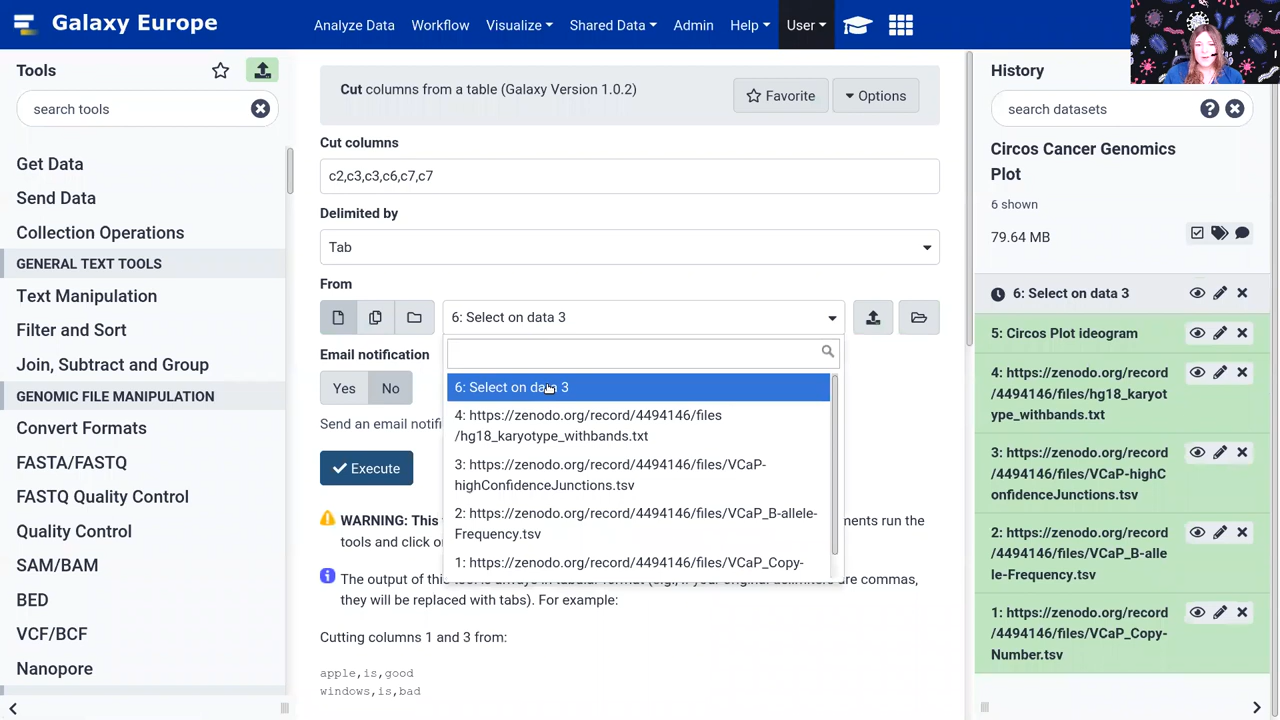 Galaxy Europe
Analyze Data
Workflow
Visualize
Shared Data
Admin
Help
User
Tools
search tools
Get Data
Send Data
Collection Operations
GENERAL TEXT TOOLS
Text Manipulation
Filter and Sort
Join, Subtract and Group
GENOMIC FILE MANIPULATION
Convert Formats
FASTA/FASTQ
FASTQ Quality Control
Quality Control
SAM/BAM
BED
VCF/BCF
Nanopore
Cut columns from a table (Galaxy Version 1.0.2)
Favorite
Options
Cut columns
c2,c3,c3,c6,c7,c7
Delimited by
Tab
From
6: Select on data 3
6: Select on data 3
4: https://zenodo.org/record/4494146/files
/hg18_karyotype_withbands.txt
3: https://zenodo.org/record/4494146/files/VCaP-
highConfidenceJunctions.tsv
2: https://zenodo.org/record/4494146/files/VCaP_B-allele-
Frequency.tsv
1: https://zenodo.org/record/4494146/files/VCaP_Copy-
Email notification
Yes
No
Send an email notifi
Execute
WARNING: This
ments run the
tools and click
The output of this
they will be replaced with tabs). For example:
Cutting columns 1 and 3 from:
apple,is,good
windows,is,bad
History
search datasets
Circos Cancer Genomics
Plot
6 shown
79.64 MB
6: Select on data 3
5: Circos Plot ideogram
4: https://zenodo.org/record
/4494146/files/hg18_karyot
ype_withbands.txt
3: https://zenodo.org/record
/4494146/files/VCaP-highC
onfidenceJunctions.tsv
2: https://zenodo.org/record
/4494146/files/VCaP_B-alle
le-Frequency.tsv
1: https://zenodo.org/record
/4494146/files/VCaP_Copy-
Number.tsv